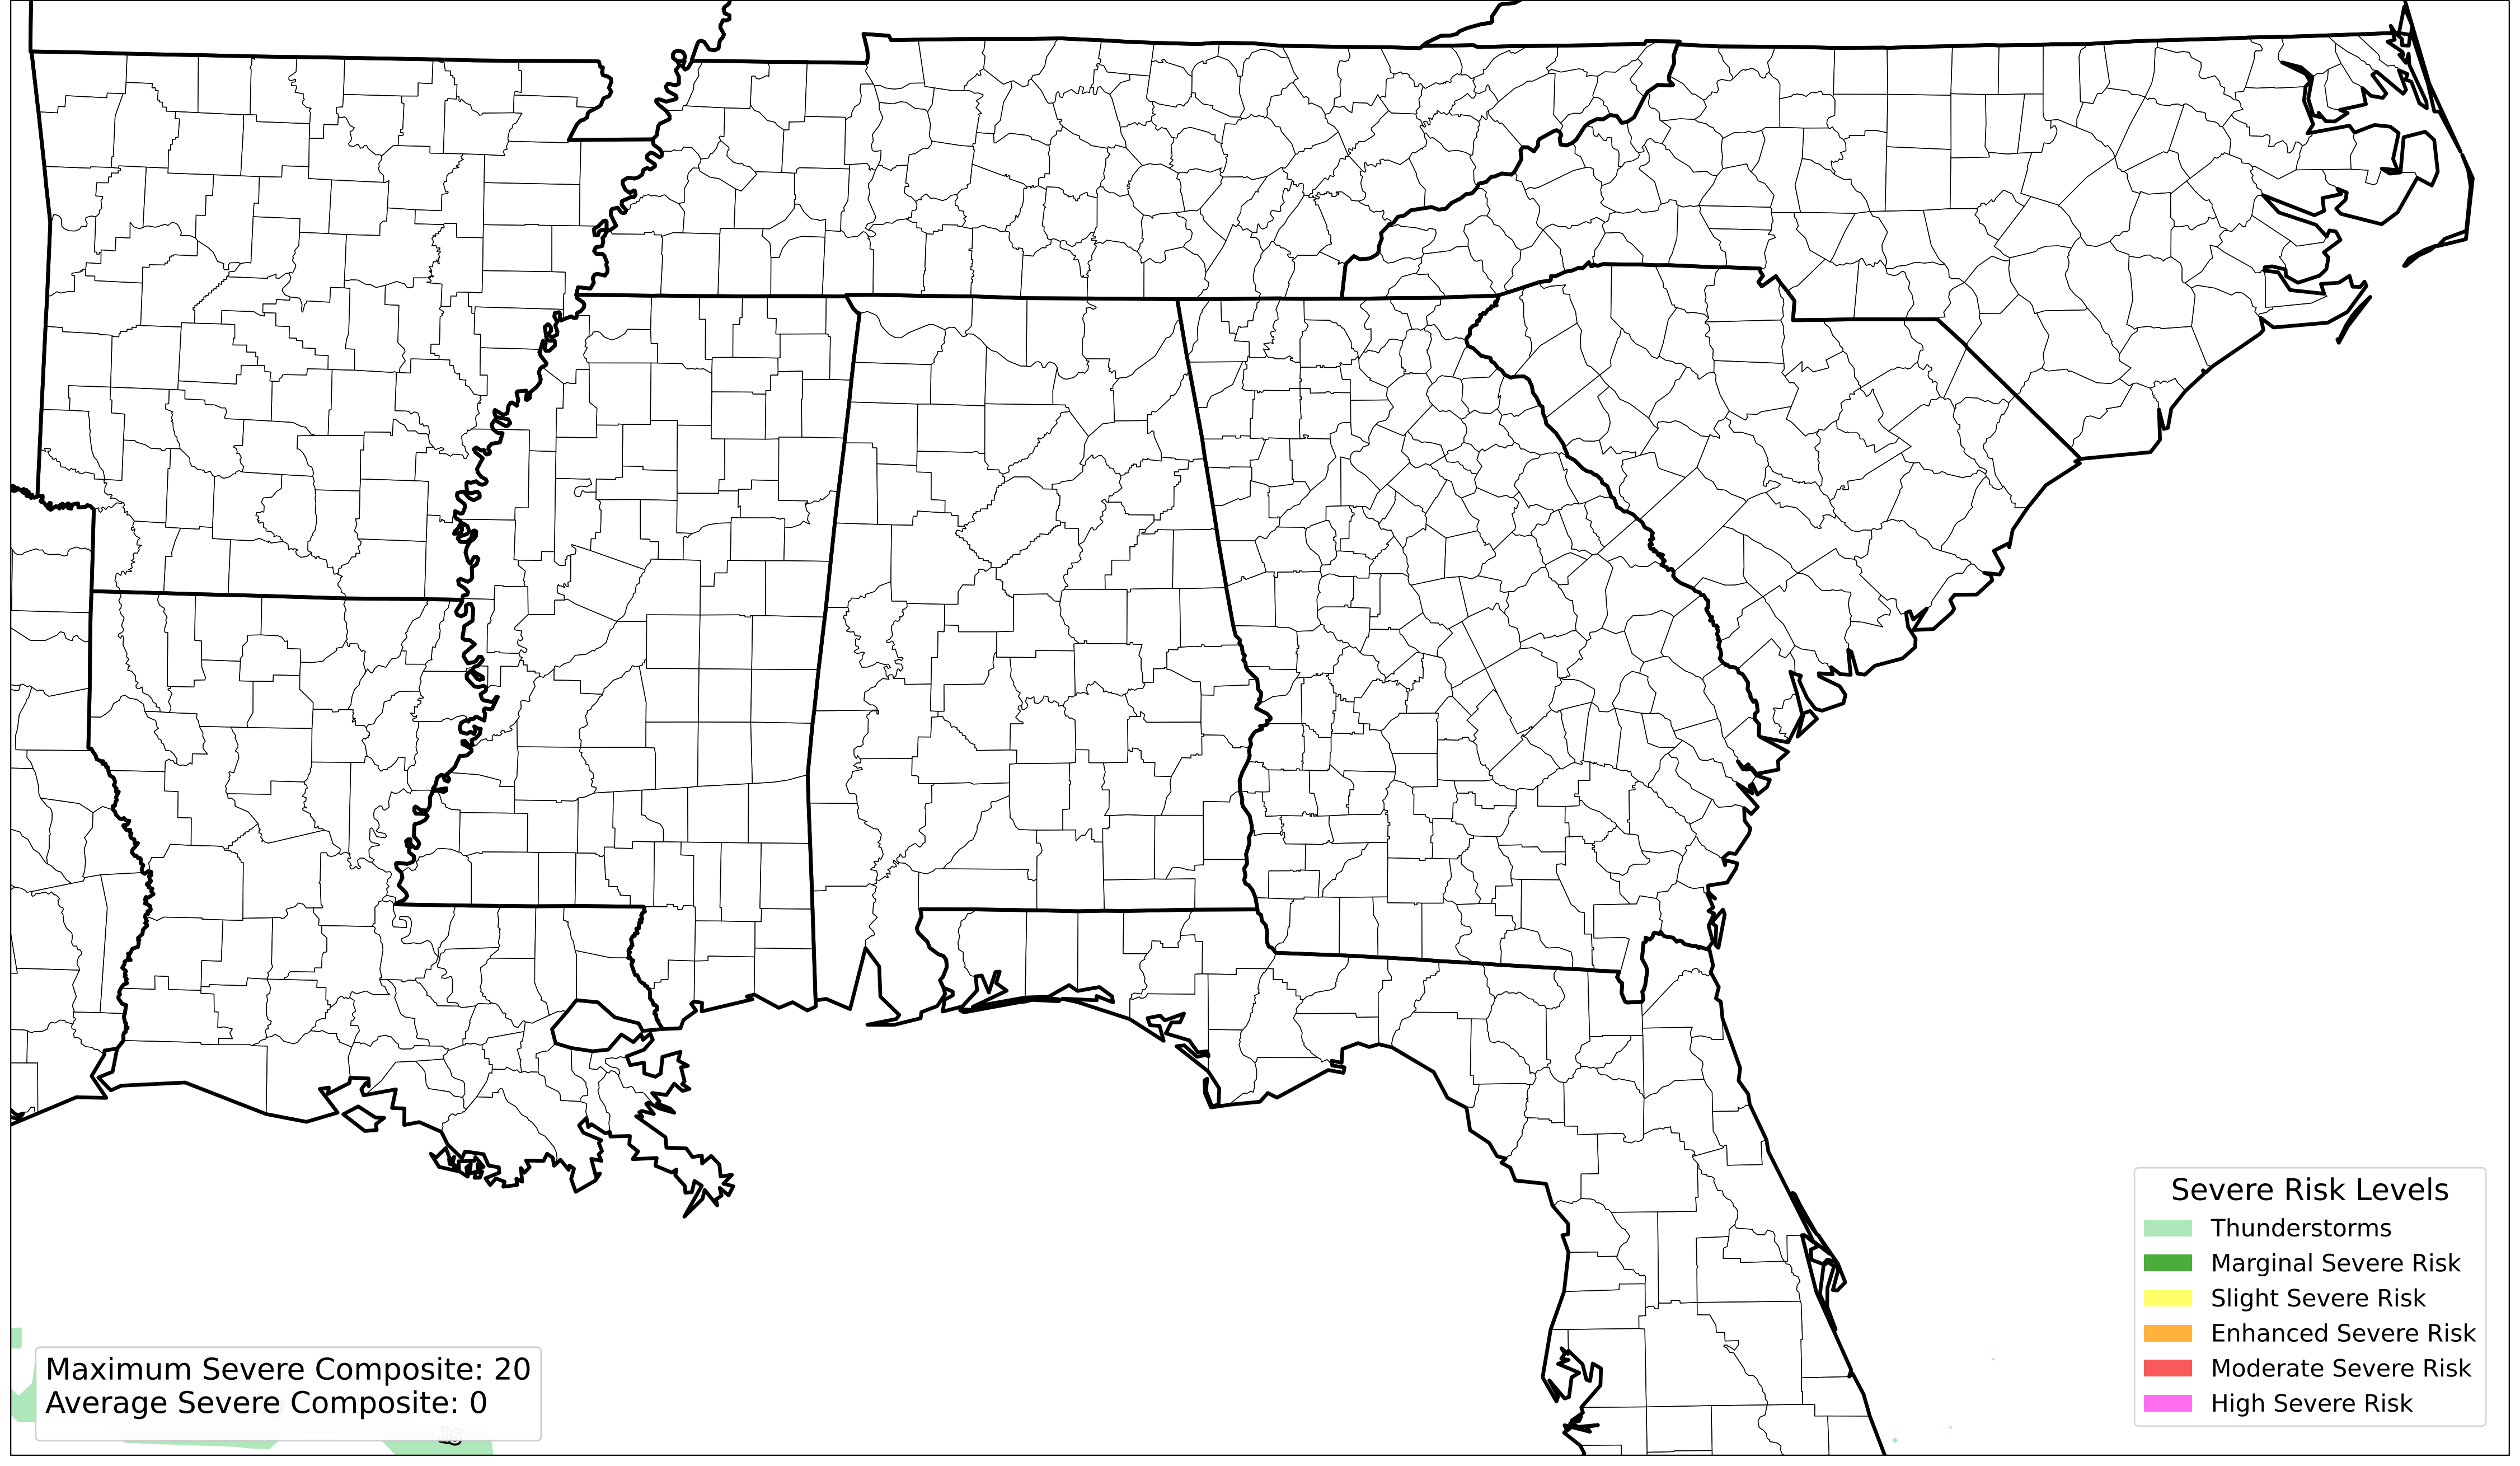 Maximum Severe Composite: 20
Average Severe Composite: 0
15
Severe Risk Levels
Thunderstorms
Marginal Severe Risk
Slight Severe Risk
Enhanced Severe Risk
Moderate Severe Risk
High Severe Risk